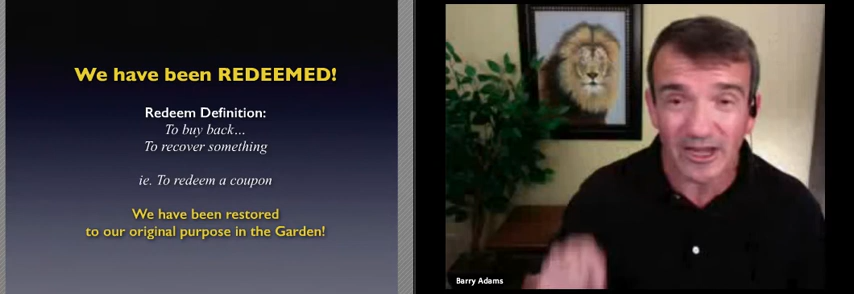 We have been REDEEMED!
Redeem Definition:
To buy back...
To recover something
ie. To redeem a coupon
We have been restored
to our original purpose in the Garden!
Barry Adams